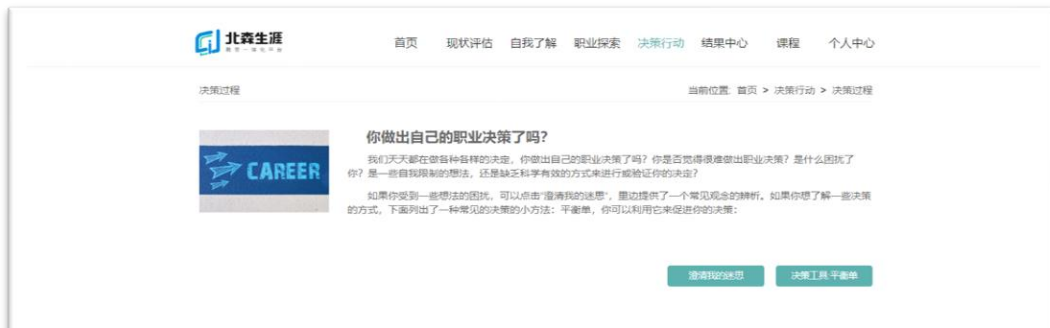 北森生涯
教育一体化平台
首页 现状评估 自我了解 职业探索 决策行动 结果中心 课程 个人中心
决策过程
当前位置: 首页 > 决策行动 > 决策过程
CAREER
你做出自己的职业决策了吗?
我们天天都在做各种各样的决定,你做出自己的职业决策了吗?你是否觉得很难做出职业决策?是什么困扰了
你?是一些自我限制的想法,还是缺乏科学有效的方式来进行或验证你的决定?
如果你受到一些想法的困扰,可以点击“澄清我的迷思”,里边提供了一个常见观念的辨析。如果你想了解一些决策
的方式,下面列出了一种常见的决策的小方法:平衡单,你可以利用它来促进你的决策:
澄清我的迷思
决策工具:平衡单